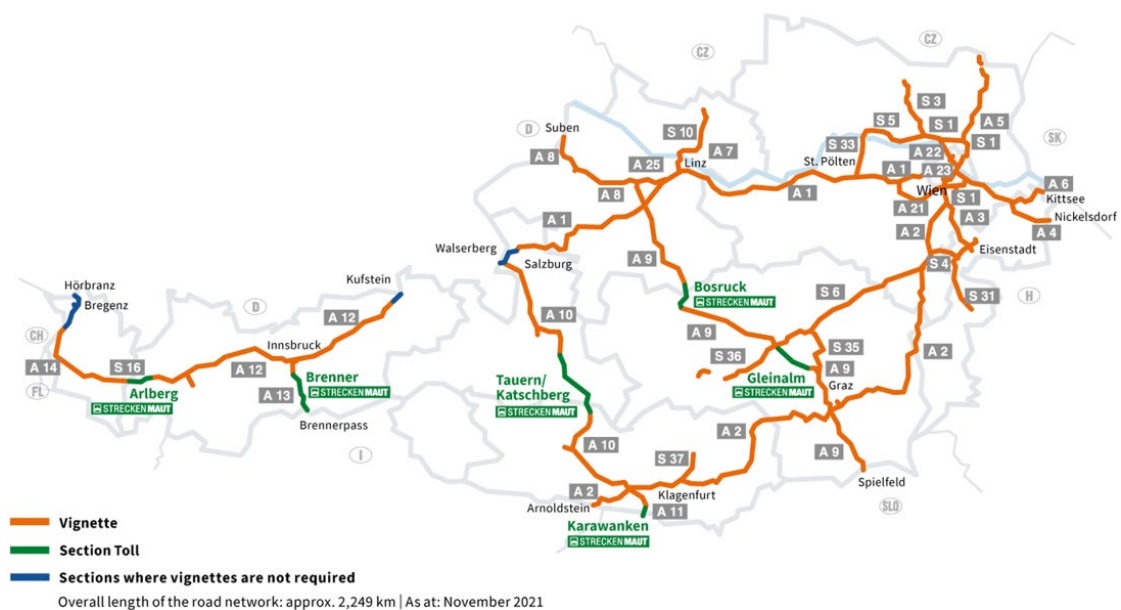 CZ
CZ
S 3
S 10
S 5
S 1
A 5
D
Suben
A 7
S 33
S 1
SK
A 8
A 25
Linz
St. Pölten
A 22
A 1
A 23
A 6
A 8
A 1
Wien
S 1
Kittsee
A 21
A 3
Nickelsdorf
A 1
A 2
A 4
Walserberg
Eisenstadt
Salzburg
A 9
S 4
Hörbranz
Kufstein
Bosruck
STRECKENMAUT
S 6
S 31
H
Bregenz
D
A 12
A 10
CH
A 9
S 35
A 2
Innsbruck
S 36
A 14
S 16
A 12
Brenner
STRECKENMAUT
Tauern/
Katschberg
STRECKENMAUT
Gleinalm
STRECKENMAUT
A 9
Graz
FL
Arlberg
STRECKENMAUT
A 13
Brennerpass
A 2
A 10
I
S 37
A 9
Spielfeld
A 2
Klagenfurt
Arnoldstein
A 11
SLO
Karawanken
STRECKENMAUT
Vignette
Section Toll
Sections where vignettes are not required
Overall length of the road network: approx. 2,249 km | As at: November 2021